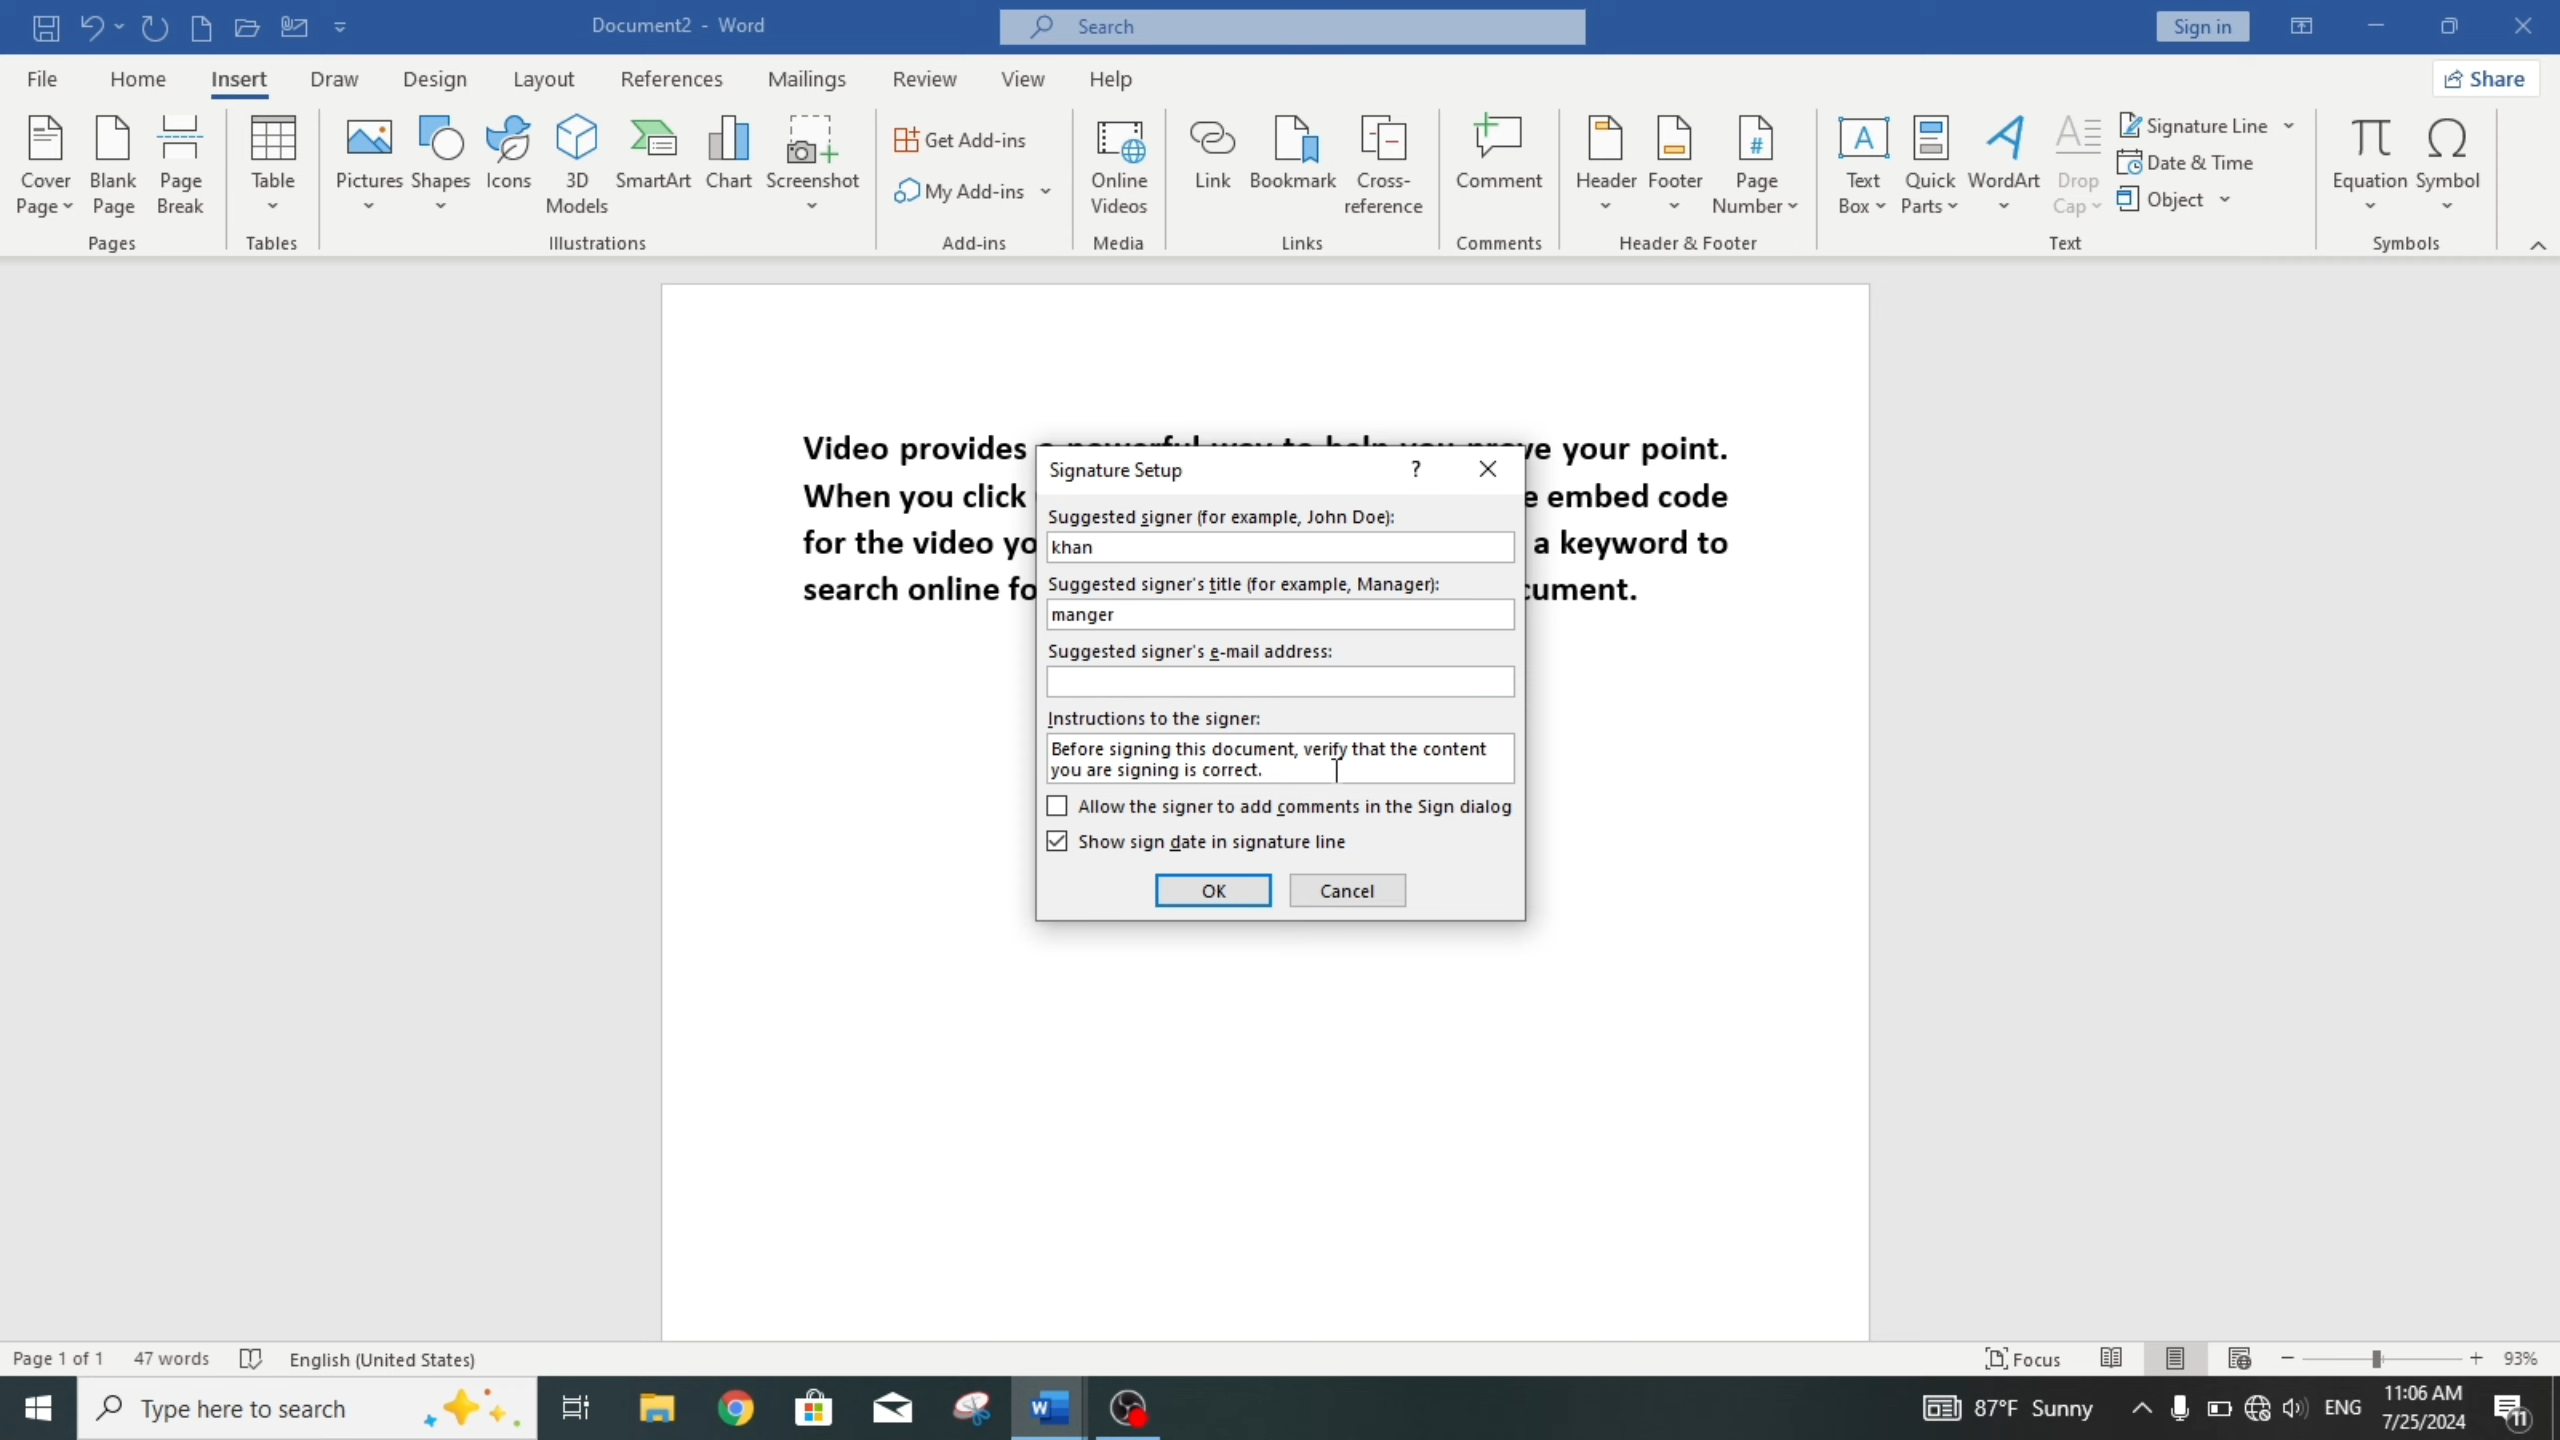 Document2 - Word
Search
Sign in
File Home Insert Draw Design Layout References Mailings Review View Help
Share
Cover Page
Blank Page
Page Break
Pages
Table
Tables
Pictures
Shapes
Icons
3D Models
SmartArt
Chart
Screenshot
Illustrations
Get Add-ins
My Add-ins
Add-ins
Online Videos
Media
Link
Bookmark
Cross-reference
Links
Comment
Comments
Header
Footer
Page Number
Header & Footer
Text Box
Quick Parts
WordArt
Drop Cap
Signature Line
Date & Time
Object
Text
Equation
Symbol
Symbols
Video provides a powerful way to help you prove your point.
When you click e embed code
for the video yo a keyword to
search online fo cument.
Signature Setup ?
Suggested signer (for example, John Doe):
khan
Suggested signer's title (for example, Manager):
manger
Suggested signer's e-mail address:
Instructions to the signer:
Before signing this document, verify that the content
you are signing is correct.
Allow the signer to add comments in the Sign dialog
Show sign date in signature line
OK Cancel
Page 1 of 1 47 words English (United States) Focus 93%
Type here to search
87°F Sunny
ENG
11:06 AM
7/25/2024
11